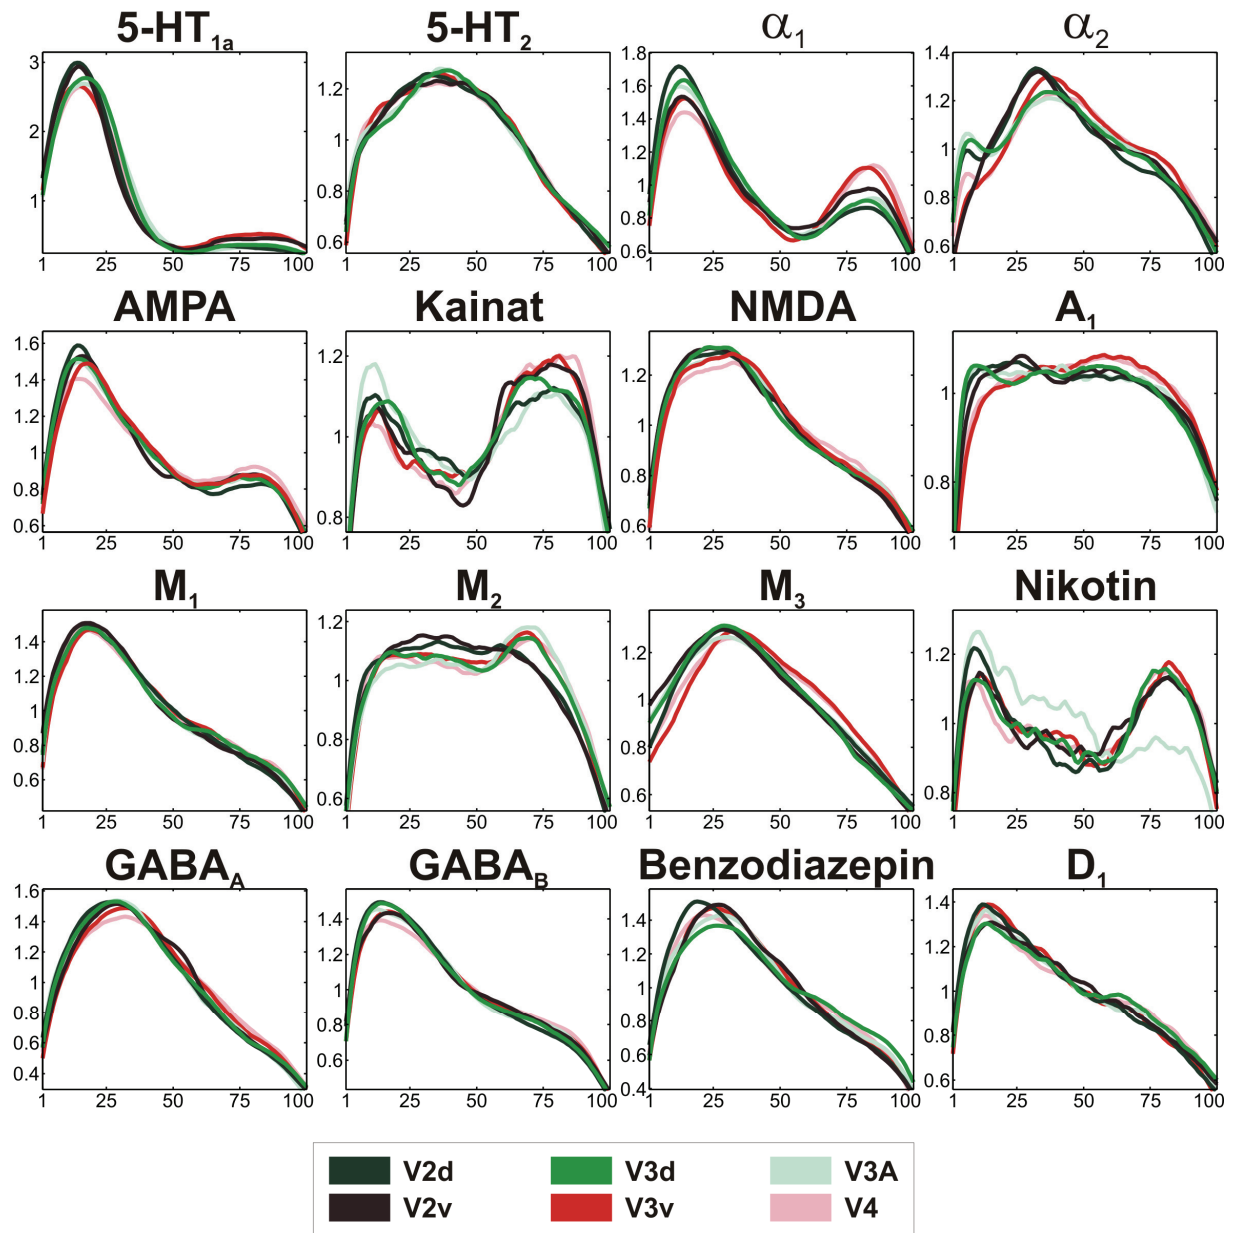 5-HT1a 5-HT2 α1 α2
3 2 1
1.2 1 0.8 0.6
1.8 1.6 1.4 1.2 1 0.8 0.6
1.4 1.2 1 0.8 0.6
1 25 50 75 100 1 25 50 75 100 1 25 50 75 100 1 25 50 75 100
AMPA Kainat NMDA A1
1.6 1.4 1.2 1 0.8 0.6
1.2 1 0.8
1.2 1 0.8 0.6
1 0.8
1 25 50 75 100 1 25 50 75 100 1 25 50 75 100 1 25 50 75 100
M1 M2 M3 Nikotin
1.4 1.2 1 0.8 0.6
1.2 1 0.8 0.6
1.2 1 0.8 0.6
1.2 1 0.8
1 25 50 75 100 1 25 50 75 100 1 25 50 75 100 1 25 50 75 100
GABAA GABAB Benzodiazepin D1
1.6 1.4 1.2 1 0.8 0.6 0.4
1.4 1.2 1 0.8 0.6
1.4 1.2 1 0.8 0.6 0.4
1.4 1.2 1 0.8 0.6
1 25 50 75 100 1 25 50 75 100 1 25 50 75 100 1 25 50 75 100
V2d V3d V3A
V2v V3v V4